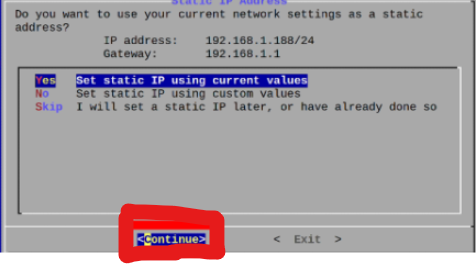 Static IP Address
Do you want to use your current network settings as a static
address?
IP address: 192.168.1.188/24
Gateway: 192.168.1.1
Yes Set static IP using current values
No Set static IP using custom values
Skip I will set a static IP later, or have already done so
<Continue> < Exit >